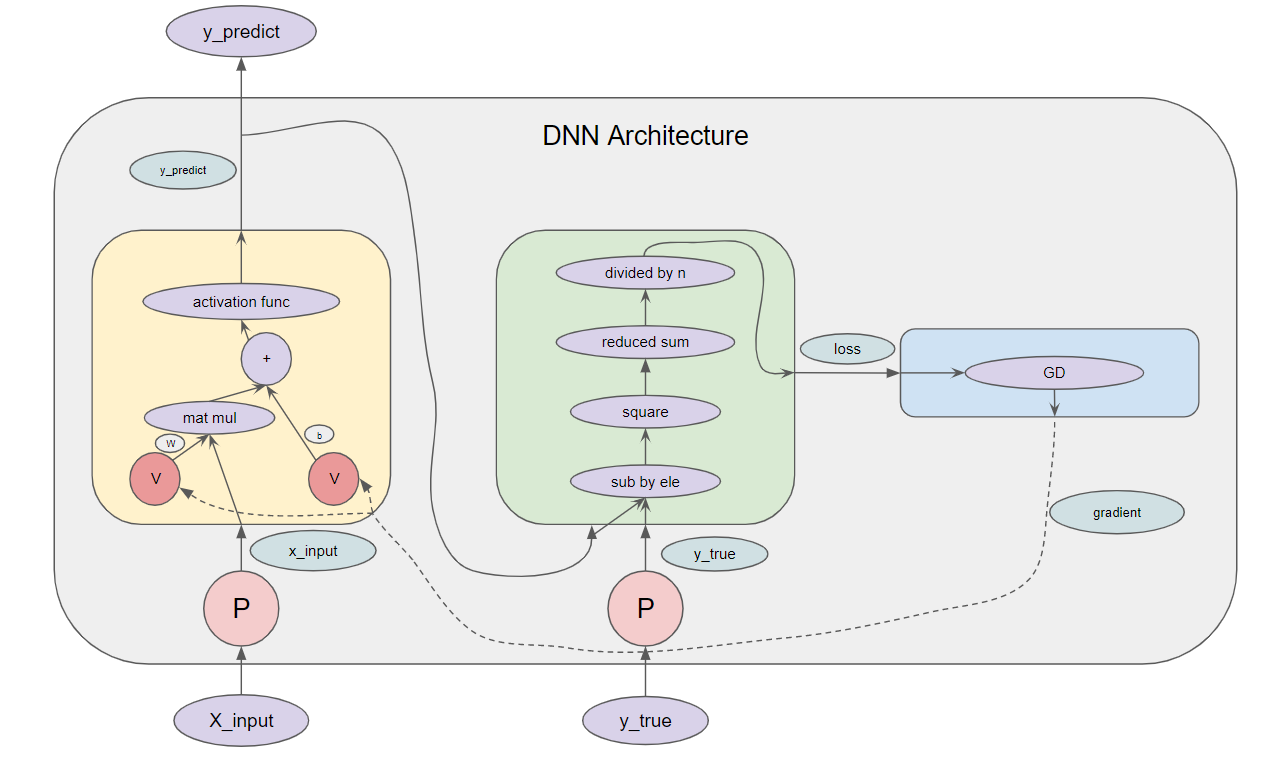 y_predict
DNN Architecture
y_predict
activation func
+
mat mul
W
b
V
V
divided by n
reduced sum
square
sub by ele
loss
GD
gradient
x_input
y_true
P
P
X_input
y_true